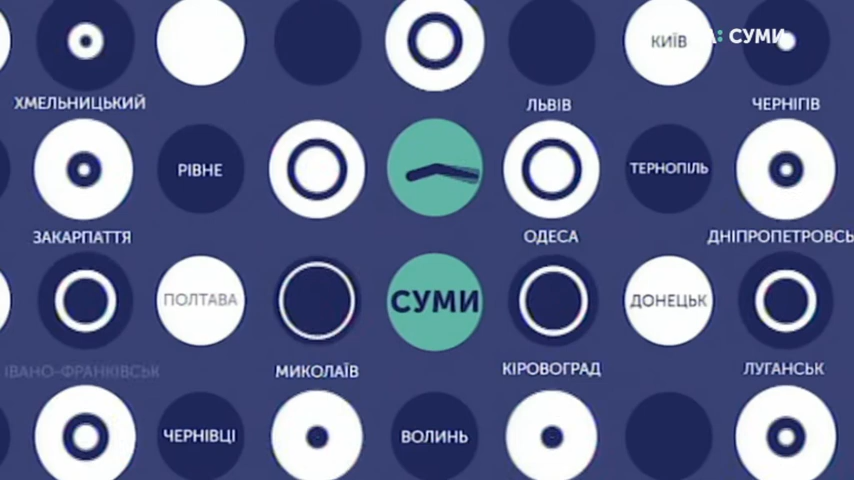 КИЇВ
: СУМИ
ХМЕЛЬНИЦЬКИЙ
ЛЬВІВ
ЧЕРНІГІВ
РІВНЕ
ТЕРНОПІЛЬ
ЗАКАРПАТТЯ
ОДЕСА
ДНІПРОПЕТРОВСЬ
ПОЛТАВА
СУМИ
ДОНЕЦЬК
ІВАНО-ФРАНКІВСЬК
МИКОЛАЇВ
КІРОВОГРАД
ЛУГАНСЬК
ЧЕРНІВЦІ
ВОЛИНЬ